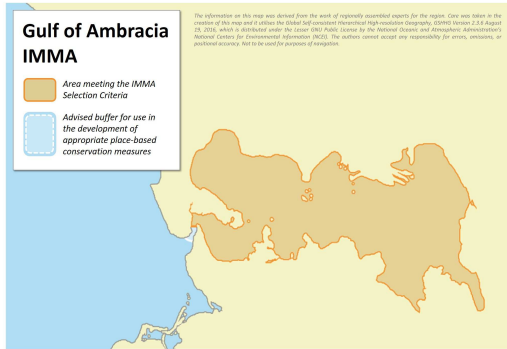 Gulf of Ambracia
IMMA
Area meeting the IMMA
Selection Criteria
Advised buffer for use in
the development of
appropriate place-based
conservation measures
The information on this map was derived from the work of regionally assembled experts for the region. Care was taken in the
creation of this map and it utilises the Global Self-consistent Hierarchical High-resolution Geography, GSHHG Version 2.3.6 August
19, 2016, which is distributed under the Lesser GNU Public License by the National Oceanic and Atmospheric Administration's
National Centers for Environmental Information (NCEI). The authors cannot accept any responsibility for errors, omissions, or
positional accuracy. Not to be used for purposes of navigation.